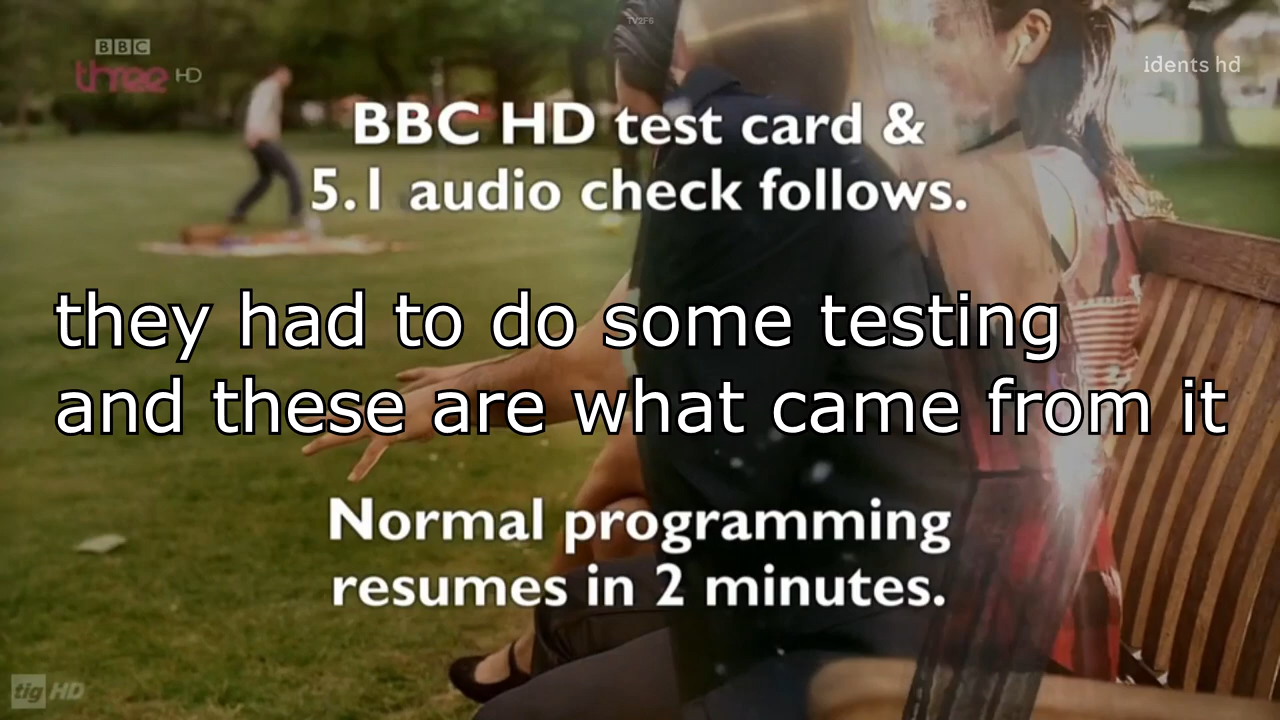 TV2F6
BBC
three HD
idents hd
BBC HD test card &
5.1 audio check follows.
they had to do some testing
and these are what came from it
Normal programming
resumes in 2 minutes.
tig HD